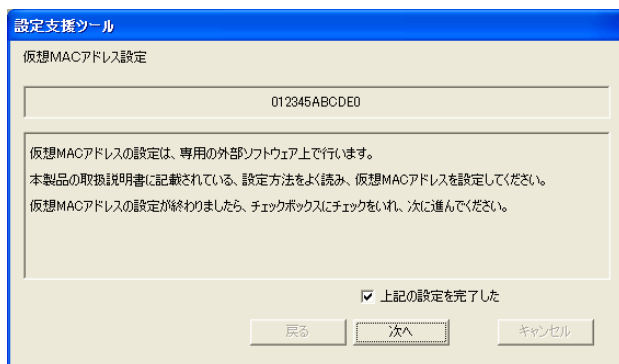 設定支援ツール
仮想MACアドレス設定
012345ABCDE0
仮想MACアドレスの設定は、専用の外部ソフトウェア上で行います。
本製品の取扱説明書に記載されている、設定方法をよく読み、仮想MACアドレスを設定してください。
仮想MACアドレスの設定が終わりましたら、チェックボックスにチェックをいれ、次に進んでください。
上記の設定を完了した
戻る 次へ キャンセル